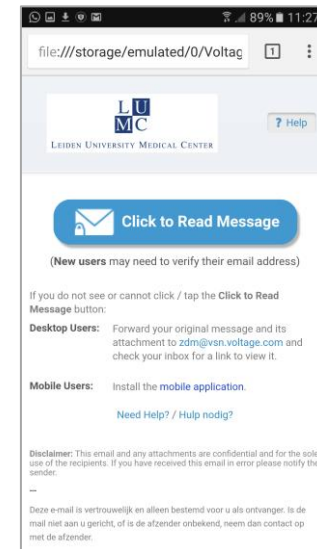 89% 11:27
file:///storage/emulated/0/Voltag 1
L U
M C
LEIDEN UNIVERSITY MEDICAL CENTER
? Help
Click to Read Message
(New users may need to verify their email address)
If you do not see or cannot click / tap the Click to Read
Message button:
Desktop Users: Forward your original message and its
attachment to zdm@vsn.voltage.com and
check your inbox for a link to view it.
Mobile Users: Install the mobile application.
Need Help? / Hulp nodig?
Disclaimer: This email and any attachments are confidential and for the sole
use of the recipients. If you have received this email in error please notify the
sender.
—
Deze e-mail is vertrouwelijk en alleen bestemd voor u als ontvanger. Is de
mail niet aan u gericht, of is de afzender onbekend, neem dan contact op
met de afzender.